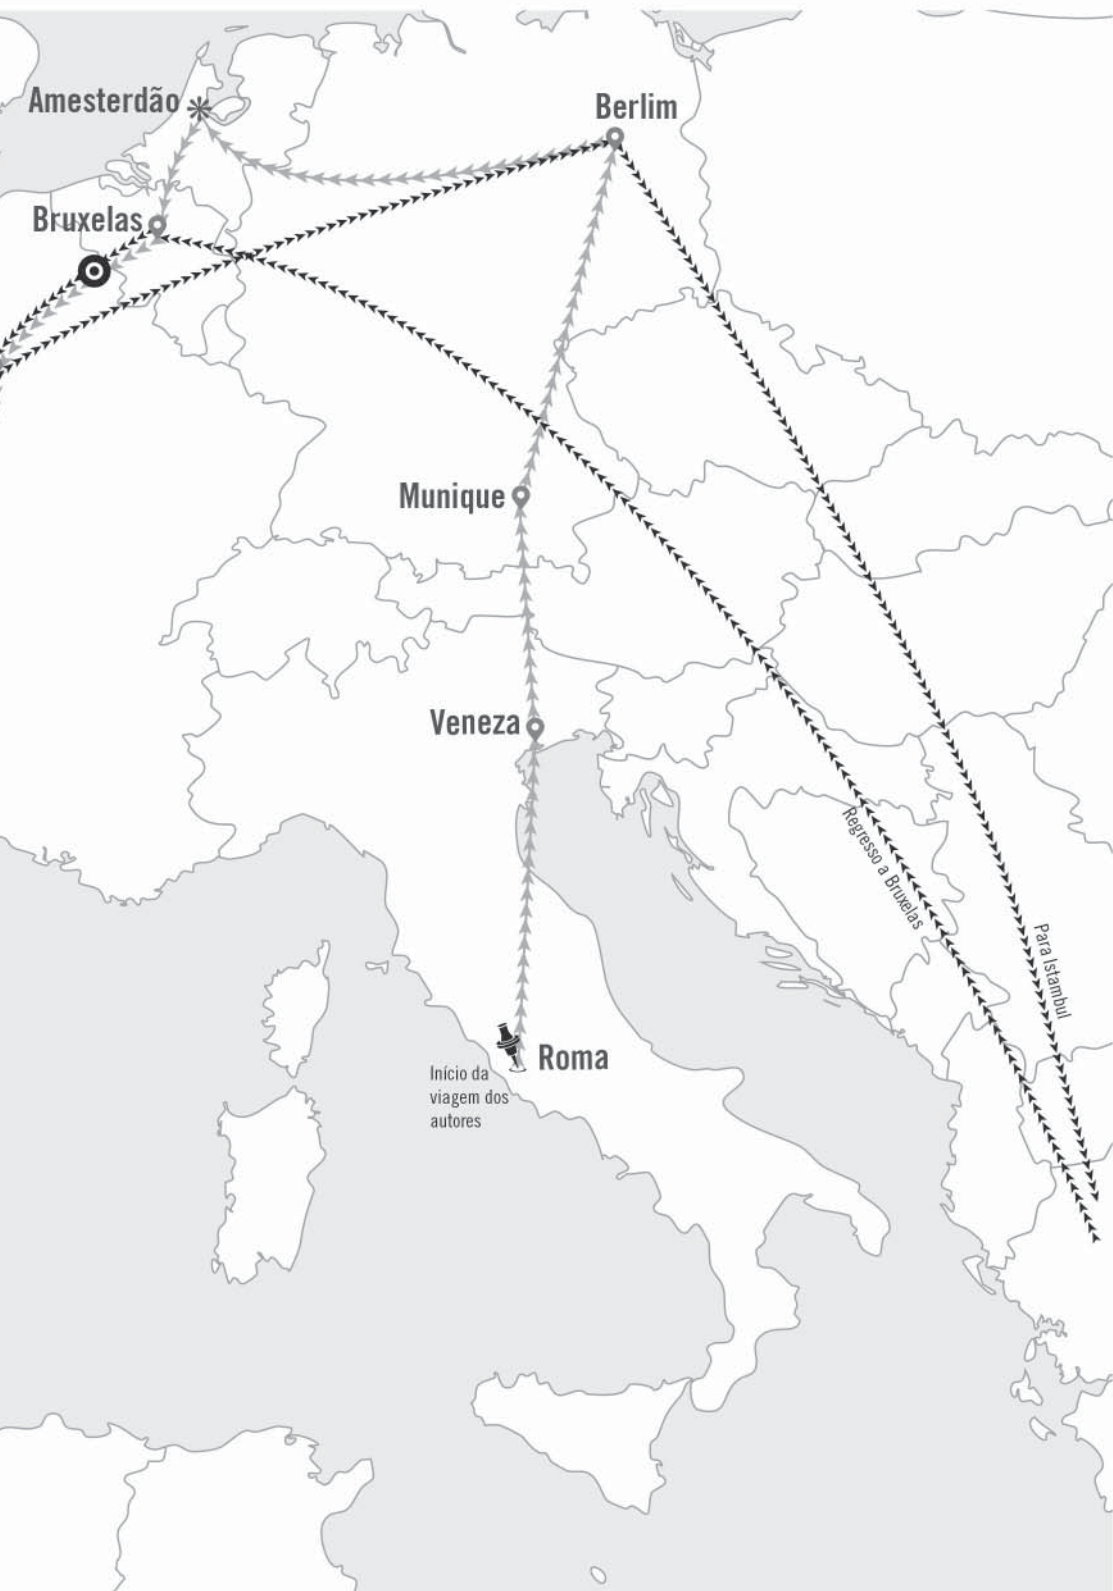 Amesterdão
Berlim
Bruxelas
Munique
Veneza
Regresso a Bruxelas
Para Istambul
Roma
Início da
viagem dos
autores